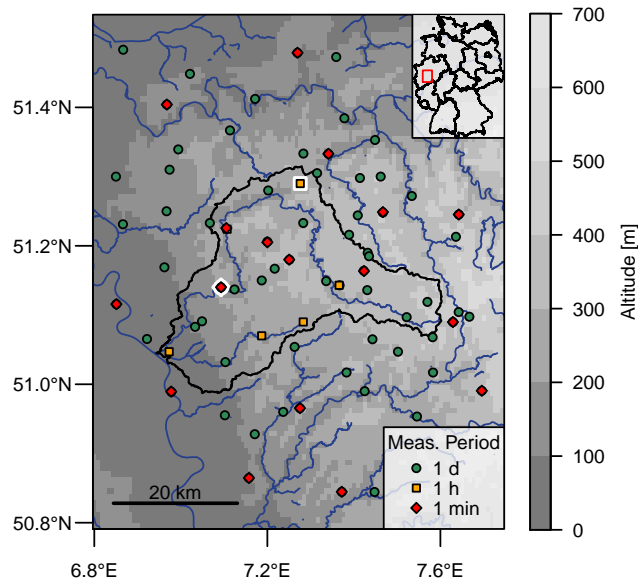 700
600
500
400
300
200
100
0
Altitude [m]
51.4°N
51.2°N
51.0°N
50.8°N
6.8°E
7.2°E
7.6°E
20 km
Meas. Period
1 d
1 h
1 min